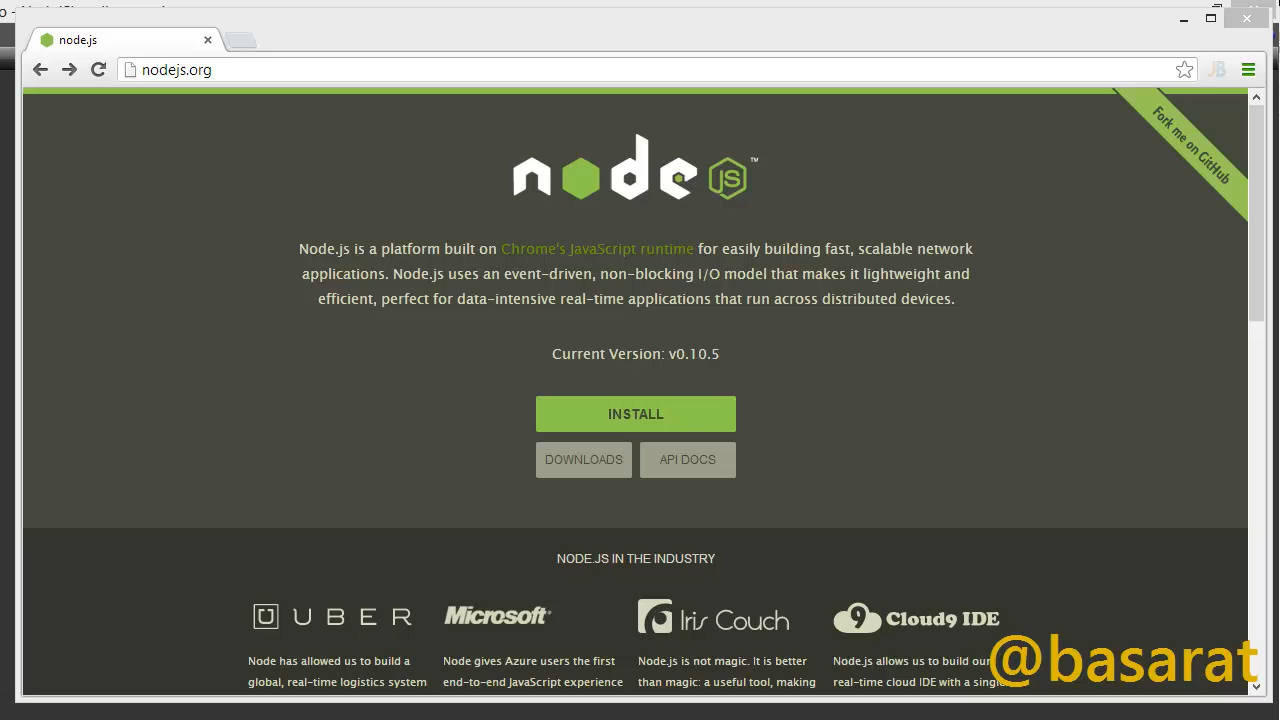 node.js
nodejs.org
JB
Fork me on GitHub
node JS ™
Node.js is a platform built on Chrome's JavaScript runtime for easily building fast, scalable network
applications. Node.js uses an event-driven, non-blocking I/O model that makes it lightweight and
efficient, perfect for data-intensive real-time applications that run across distributed devices.
Current Version: v0.10.5
INSTALL
DOWNLOADS API DOCS
NODE.JS IN THE INDUSTRY
U UBER Microsoft Iris Couch 9 Cloud9 IDE
Node has allowed us to build a Node gives Azure users the first Node.js is not magic. It is better Node.js allows us to build our
global, real-time logistics system end-to-end JavaScript experience than magic: a useful tool, making real-time cloud IDE with a single
@basarat